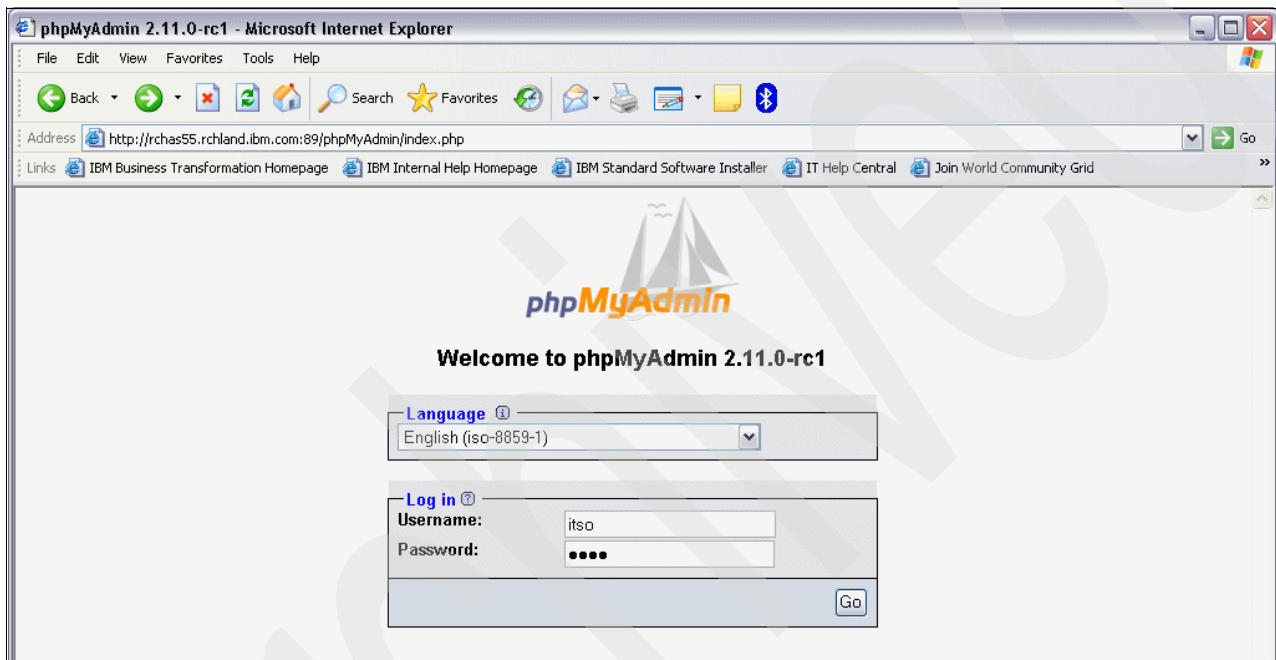 phpMyAdmin 2.11.0-rc1 - Microsoft Internet Explorer
File Edit View Favorites Tools Help
Back Search Favorites
Address http://rchas55.rchland.ibm.com:89/phpMyAdmin/index.php Go
Links IBM Business Transformation Homepage IBM Internal Help Homepage IBM Standard Software Installer IT Help Central Join World Community Grid »
phpMyAdmin
Welcome to phpMyAdmin 2.11.0-rc1
Language
English (iso-8859-1)
Log in
Username: itso
Password: ••••
Go